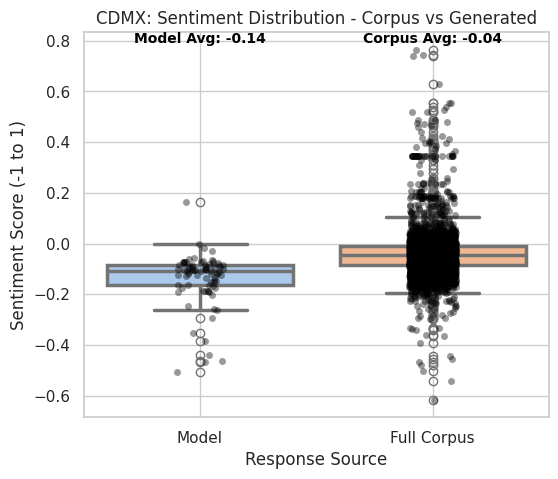 CDMX: Sentiment Distribution - Corpus vs Generated
Model Avg: -0.14
Corpus Avg: -0.04
Sentiment Score (-1 to 1)
0.8
0.6
0.4
0.2
0.0
−0.2
−0.4
−0.6
Model
Full Corpus
Response Source